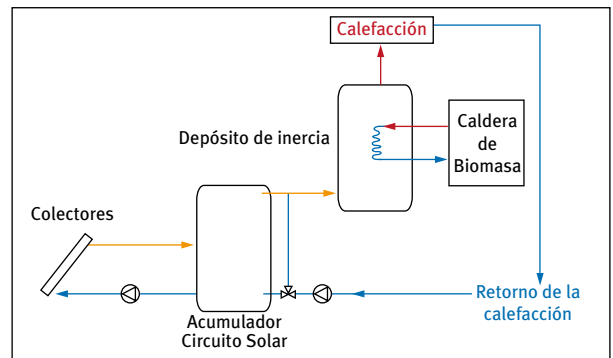 Calefacción
Depósito de inercia
Caldera
de
Biomasa
Colectores
Retorno de la
calefacción
Acumulador
Circuito Solar